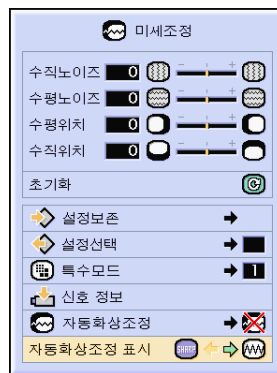 미세조정
수직노이즈 0 - +
수평노이즈 0 - +
수평위치 0 - +
수직위치 0 - +
초기화
설정보존
설정선택
특수모드 1
신호 정보
자동화상조정
자동화상조정 표시 SHARP